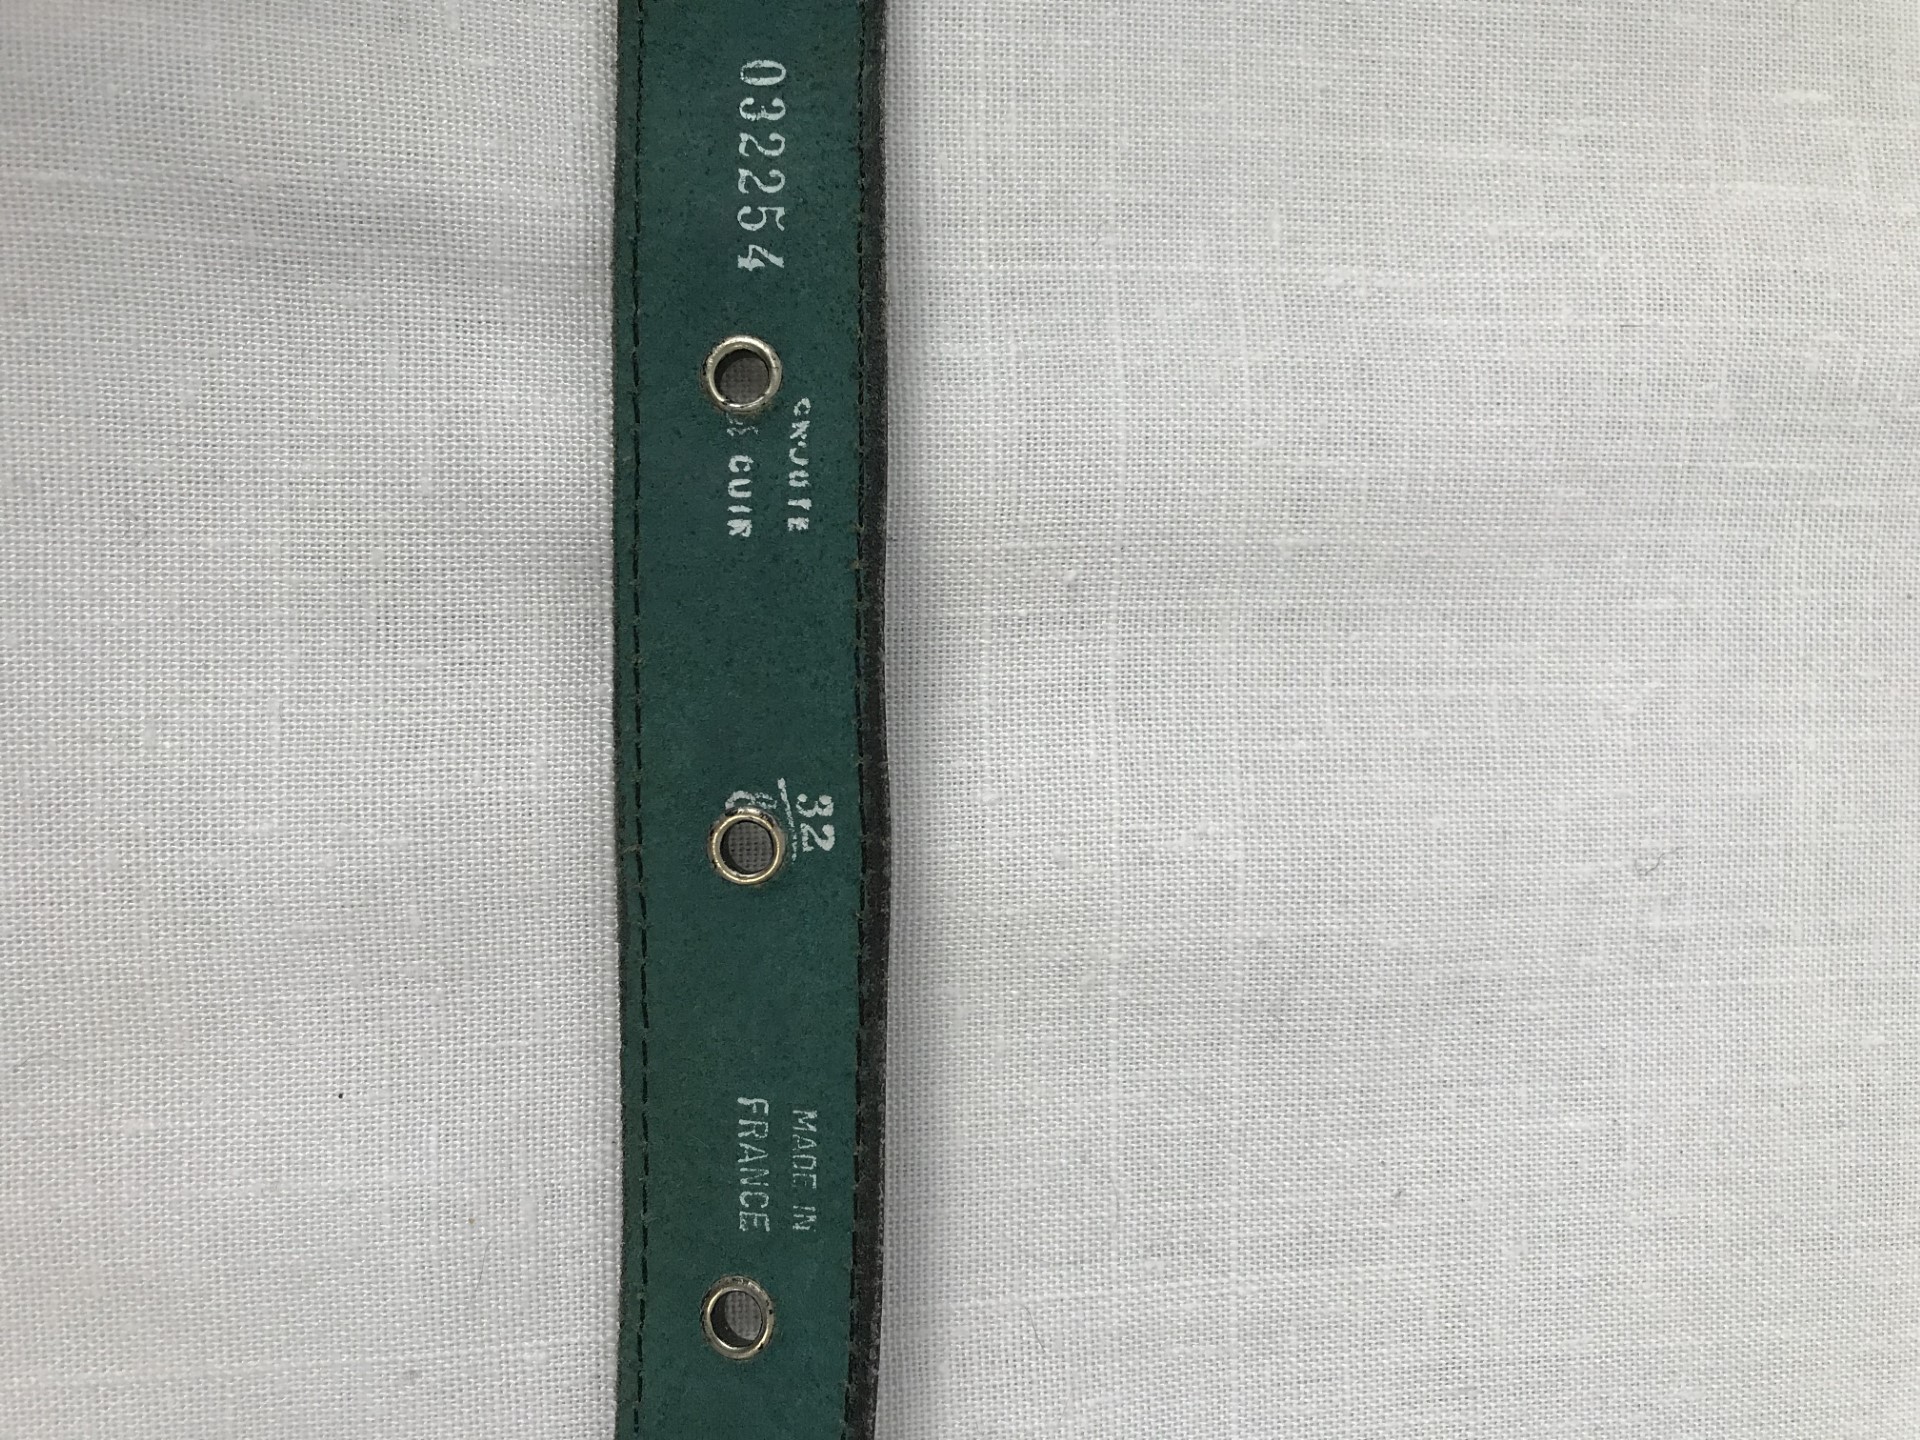 032254
CROUTE
CUIR
32
MADE IN
FRANCE